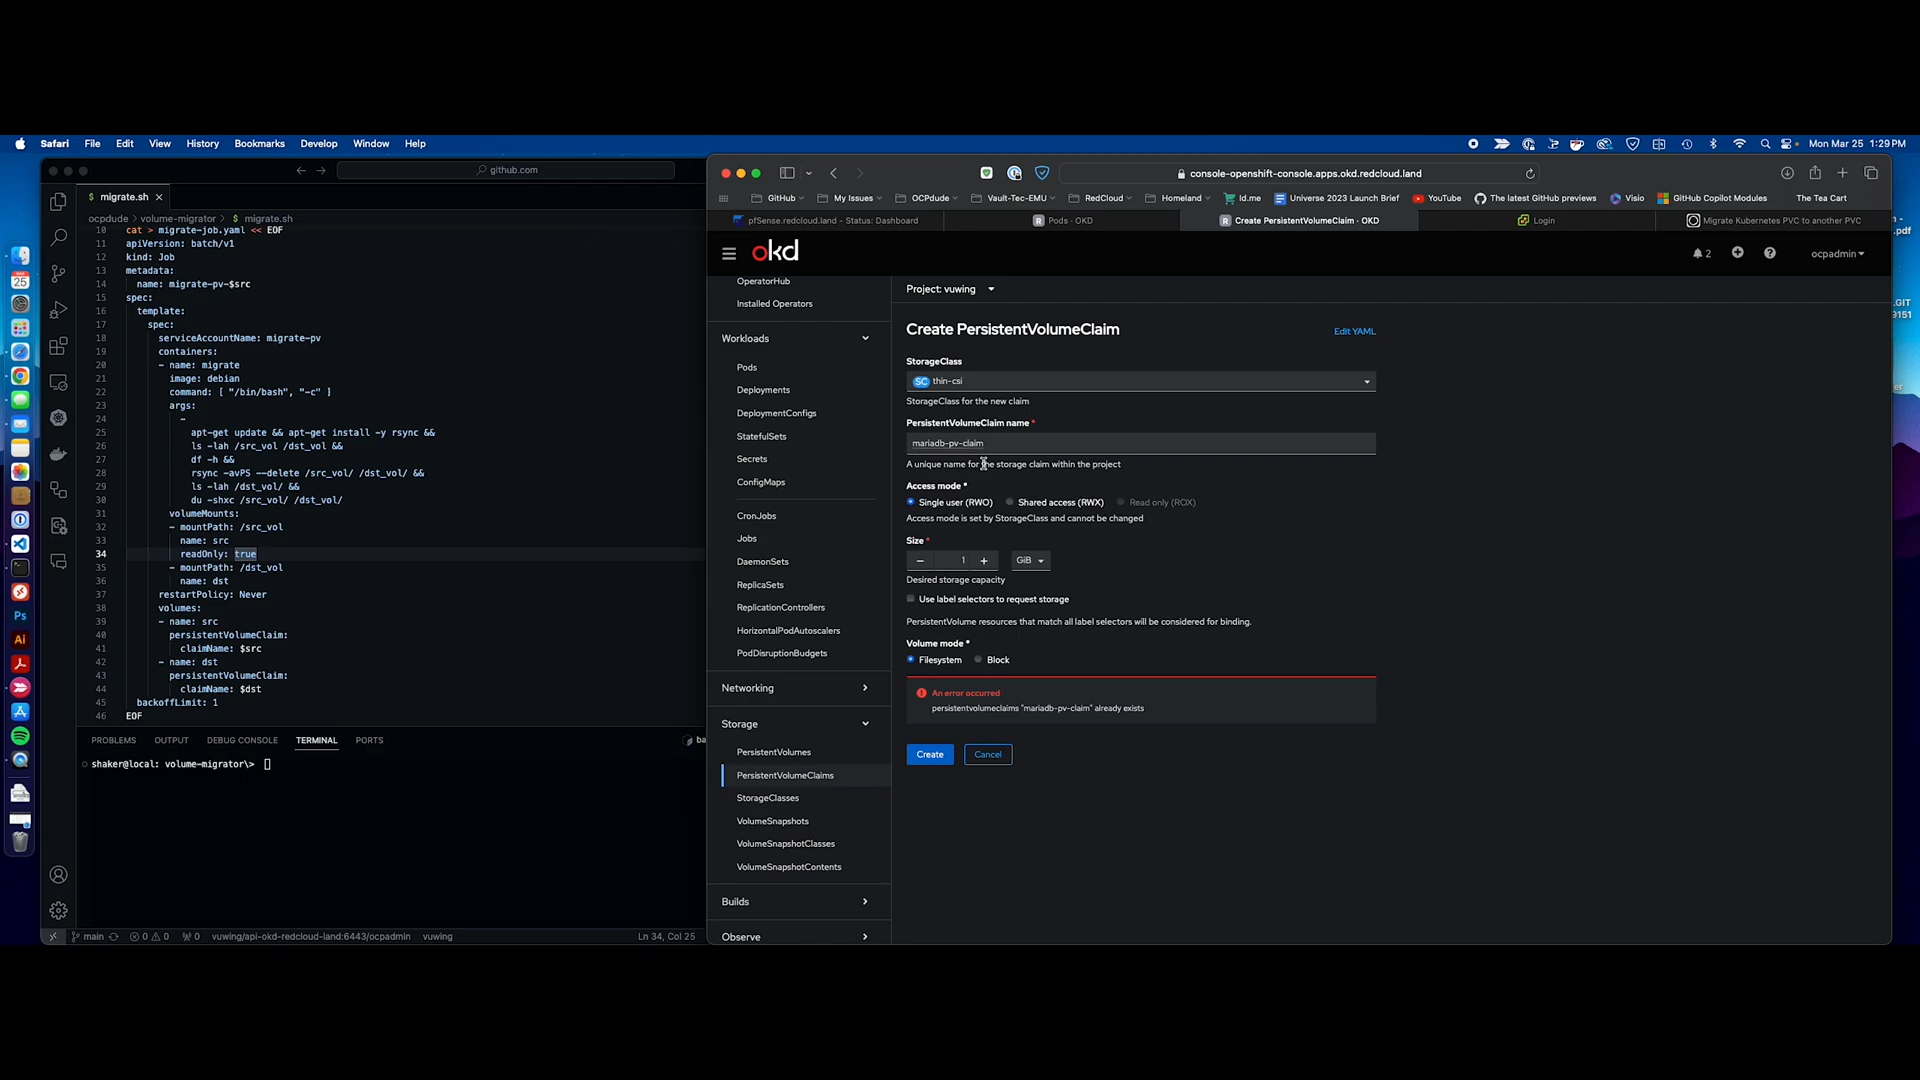 Safari File Edit View History Bookmarks Develop Window Help
Mon Mar 25 1:29 PM
github.com
migrate.sh
ocpdude > volume-migrator > $ migrate.sh
10 cat > migrate-job.yaml << EOF
11 apiVersion: batch/v1
12 kind: Job
13 metadata:
14 name: migrate-pv-$src
15 spec:
16 template:
17 spec:
18 serviceAccountName: migrate-pv
19 containers:
20 - name: migrate
21 image: debian
22 command: [ "/bin/bash", "-c" ]
23 args:
24 -
25 apt-get update && apt-get install -y rsync &&
26 ls -lah /src_vol /dst_vol &&
27 df -h &&
28 rsync -avPS --delete /src_vol/ /dst_vol/ &&
29 ls -lah /dst_vol/ &&
30 du -shxc /src_vol/ /dst_vol/
31 volumeMounts:
32 - mountPath: /src_vol
33 name: src
34 readOnly: true
35 - mountPath: /dst_vol
36 name: dst
37 restartPolicy: Never
38 volumes:
39 - name: src
40 persistentVolumeClaim:
41 claimName: $src
42 - name: dst
43 persistentVolumeClaim:
44 claimName: $dst
45 backoffLimit: 1
46 EOF
PROBLEMS OUTPUT DEBUG CONSOLE TERMINAL PORTS
ba
shaker@local: volume-migrator\>
main 0 0 0 vuwing/api-okd-redcloud-land:6443/ocpadmin vuwing
Ln 34, Col 25
25
Ps
Ai
console-openshift-console.apps.okd.redcloud.land
GitHub My Issues OCPdude Vault-Tec-EMU RedCloud Homeland Id.me Universe 2023 Launch Brief YouTube The latest GitHub previews Visio GitHub Copilot Modules The Tea Cart
pfSense.redcloud.land - Status: Dashboard
Pods · OKD
Create PersistentVolumeClaim · OKD
Login
Migrate Kubernetes PVC to another PVC
okd
2
ocpadmin
OperatorHub
Installed Operators
Workloads
Pods
Deployments
DeploymentConfigs
StatefulSets
Secrets
ConfigMaps
CronJobs
Jobs
DaemonSets
ReplicaSets
ReplicationControllers
HorizontalPodAutoscalers
PodDisruptionBudgets
Networking
Storage
PersistentVolumes
PersistentVolumeClaims
StorageClasses
VolumeSnapshots
VolumeSnapshotClasses
VolumeSnapshotContents
Builds
Observe
Project: vuwing
Create PersistentVolumeClaim
Edit YAML
StorageClass
SC thin-csi
StorageClass for the new claim
PersistentVolumeClaim name *
mariadb-pv-claim
A unique name for the storage claim within the project
Access mode *
Single user (RWO) Shared access (RWX) Read only (ROX)
Access mode is set by StorageClass and cannot be changed
Size *
1 GiB
Desired storage capacity
Use label selectors to request storage
PersistentVolume resources that match all label selectors will be considered for binding.
Volume mode *
Filesystem Block
An error occurred
persistentvolumeclaims "mariadb-pv-claim" already exists
Create Cancel
.pdf
.GIT
9151
er